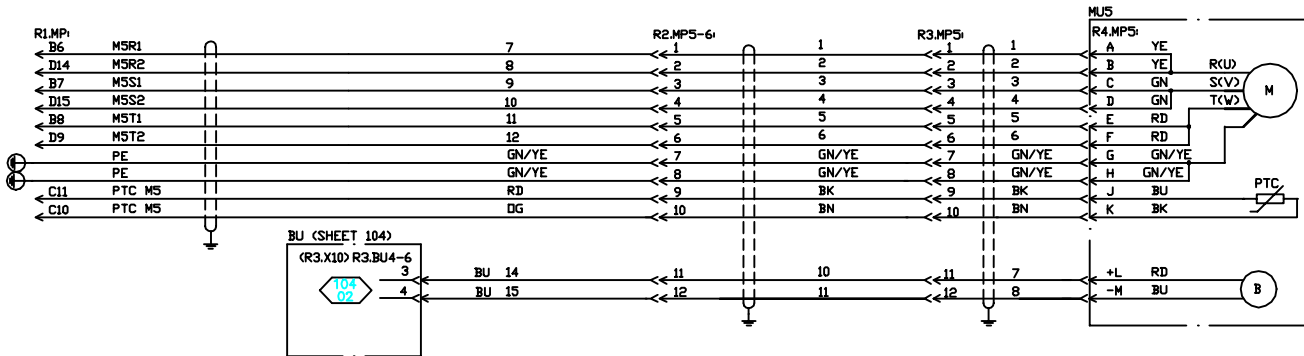 MU5
R1.MP: R2.MP5-6: R3.MP5: R4.MP5:
B6 M5R1 7 1 1 1 1 A YE
D14 M5R2 8 2 2 2 2 B YE R(U)
B7 M5S1 9 3 3 3 3 C GN S(V) M
D15 M5S2 10 4 4 4 4 D GN T(W)
B8 M5T1 11 5 5 5 5 E RD
D9 M5T2 12 6 6 6 6 F RD
PE GN/YE 7 GN/YE 7 GN/YE G GN/YE
PE GN/YE 8 GN/YE 8 GN/YE H GN/YE
C11 PTC M5 RD 9 BK 9 BK J BU PTC
C10 PTC M5 OG 10 BN 10 BN K BK
BU (SHEET 104)
(R3.X10) R3.BU4-6
3 BU 14 11 10 11 7 +L RD
104
02
B
4 BU 15 12 11 12 8 -M BU